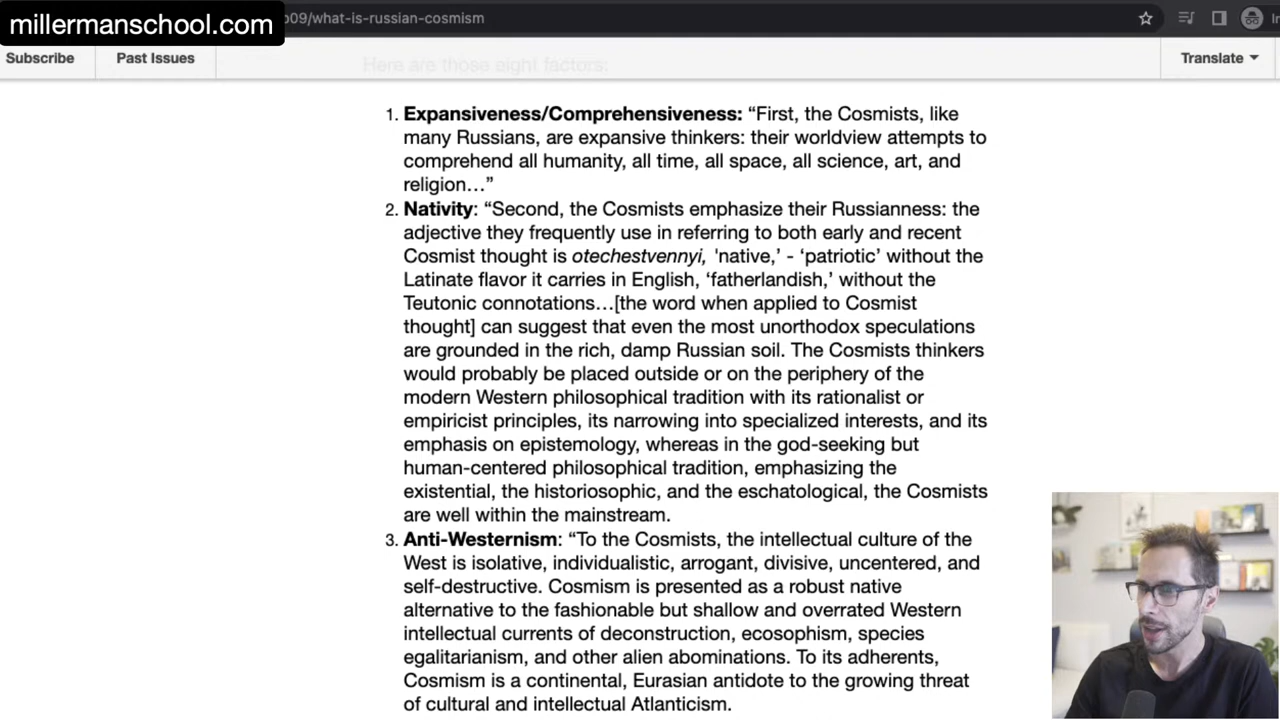 millermanschool.com
b09/what-is-russian-cosmism
Subscribe
Past Issues
Translate
Here are those eight factors:
1. Expansiveness/Comprehensiveness: “First, the Cosmists, like
many Russians, are expansive thinkers: their worldview attempts to
comprehend all humanity, all time, all space, all science, art, and
religion…”
2. Nativity: “Second, the Cosmists emphasize their Russianness: the
adjective they frequently use in referring to both early and recent
Cosmist thought is otechestvennyi, 'native,’ - ‘patriotic’ without the
Latinate flavor it carries in English, ‘fatherlandish,’ without the
Teutonic connotations…[the word when applied to Cosmist
thought] can suggest that even the most unorthodox speculations
are grounded in the rich, damp Russian soil. The Cosmists thinkers
would probably be placed outside or on the periphery of the
modern Western philosophical tradition with its rationalist or
empiricist principles, its narrowing into specialized interests, and its
emphasis on epistemology, whereas in the god-seeking but
human-centered philosophical tradition, emphasizing the
existential, the historiosophic, and the eschatological, the Cosmists
are well within the mainstream.
3. Anti-Westernism: “To the Cosmists, the intellectual culture of the
West is isolative, individualistic, arrogant, divisive, uncentered, and
self-destructive. Cosmism is presented as a robust native
alternative to the fashionable but shallow and overrated Western
intellectual currents of deconstruction, ecosophism, species
egalitarianism, and other alien abominations. To its adherents,
Cosmism is a continental, Eurasian antidote to the growing threat
of cultural and intellectual Atlanticism.